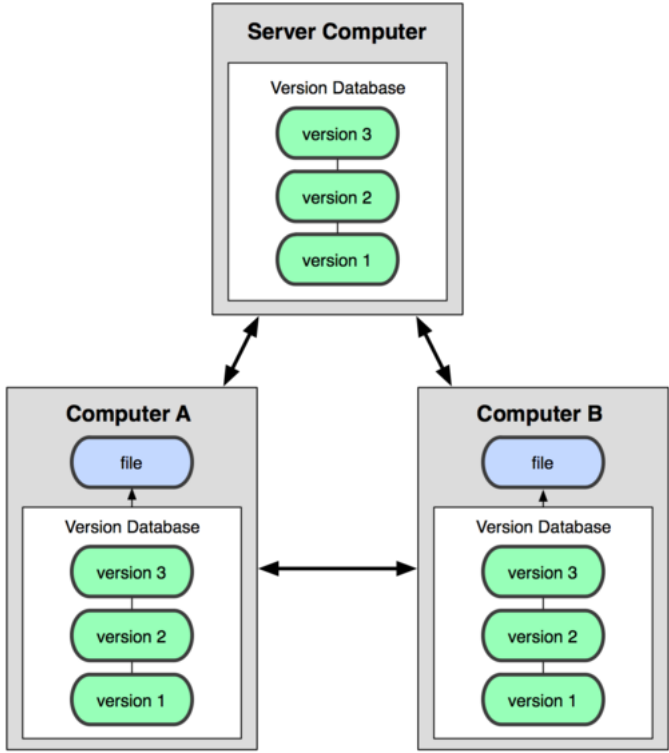 Server Computer
Version Database
version 3
version 2
version 1
Computer A
file
Version Database
version 3
version 2
version 1
Computer B
file
Version Database
version 3
version 2
version 1